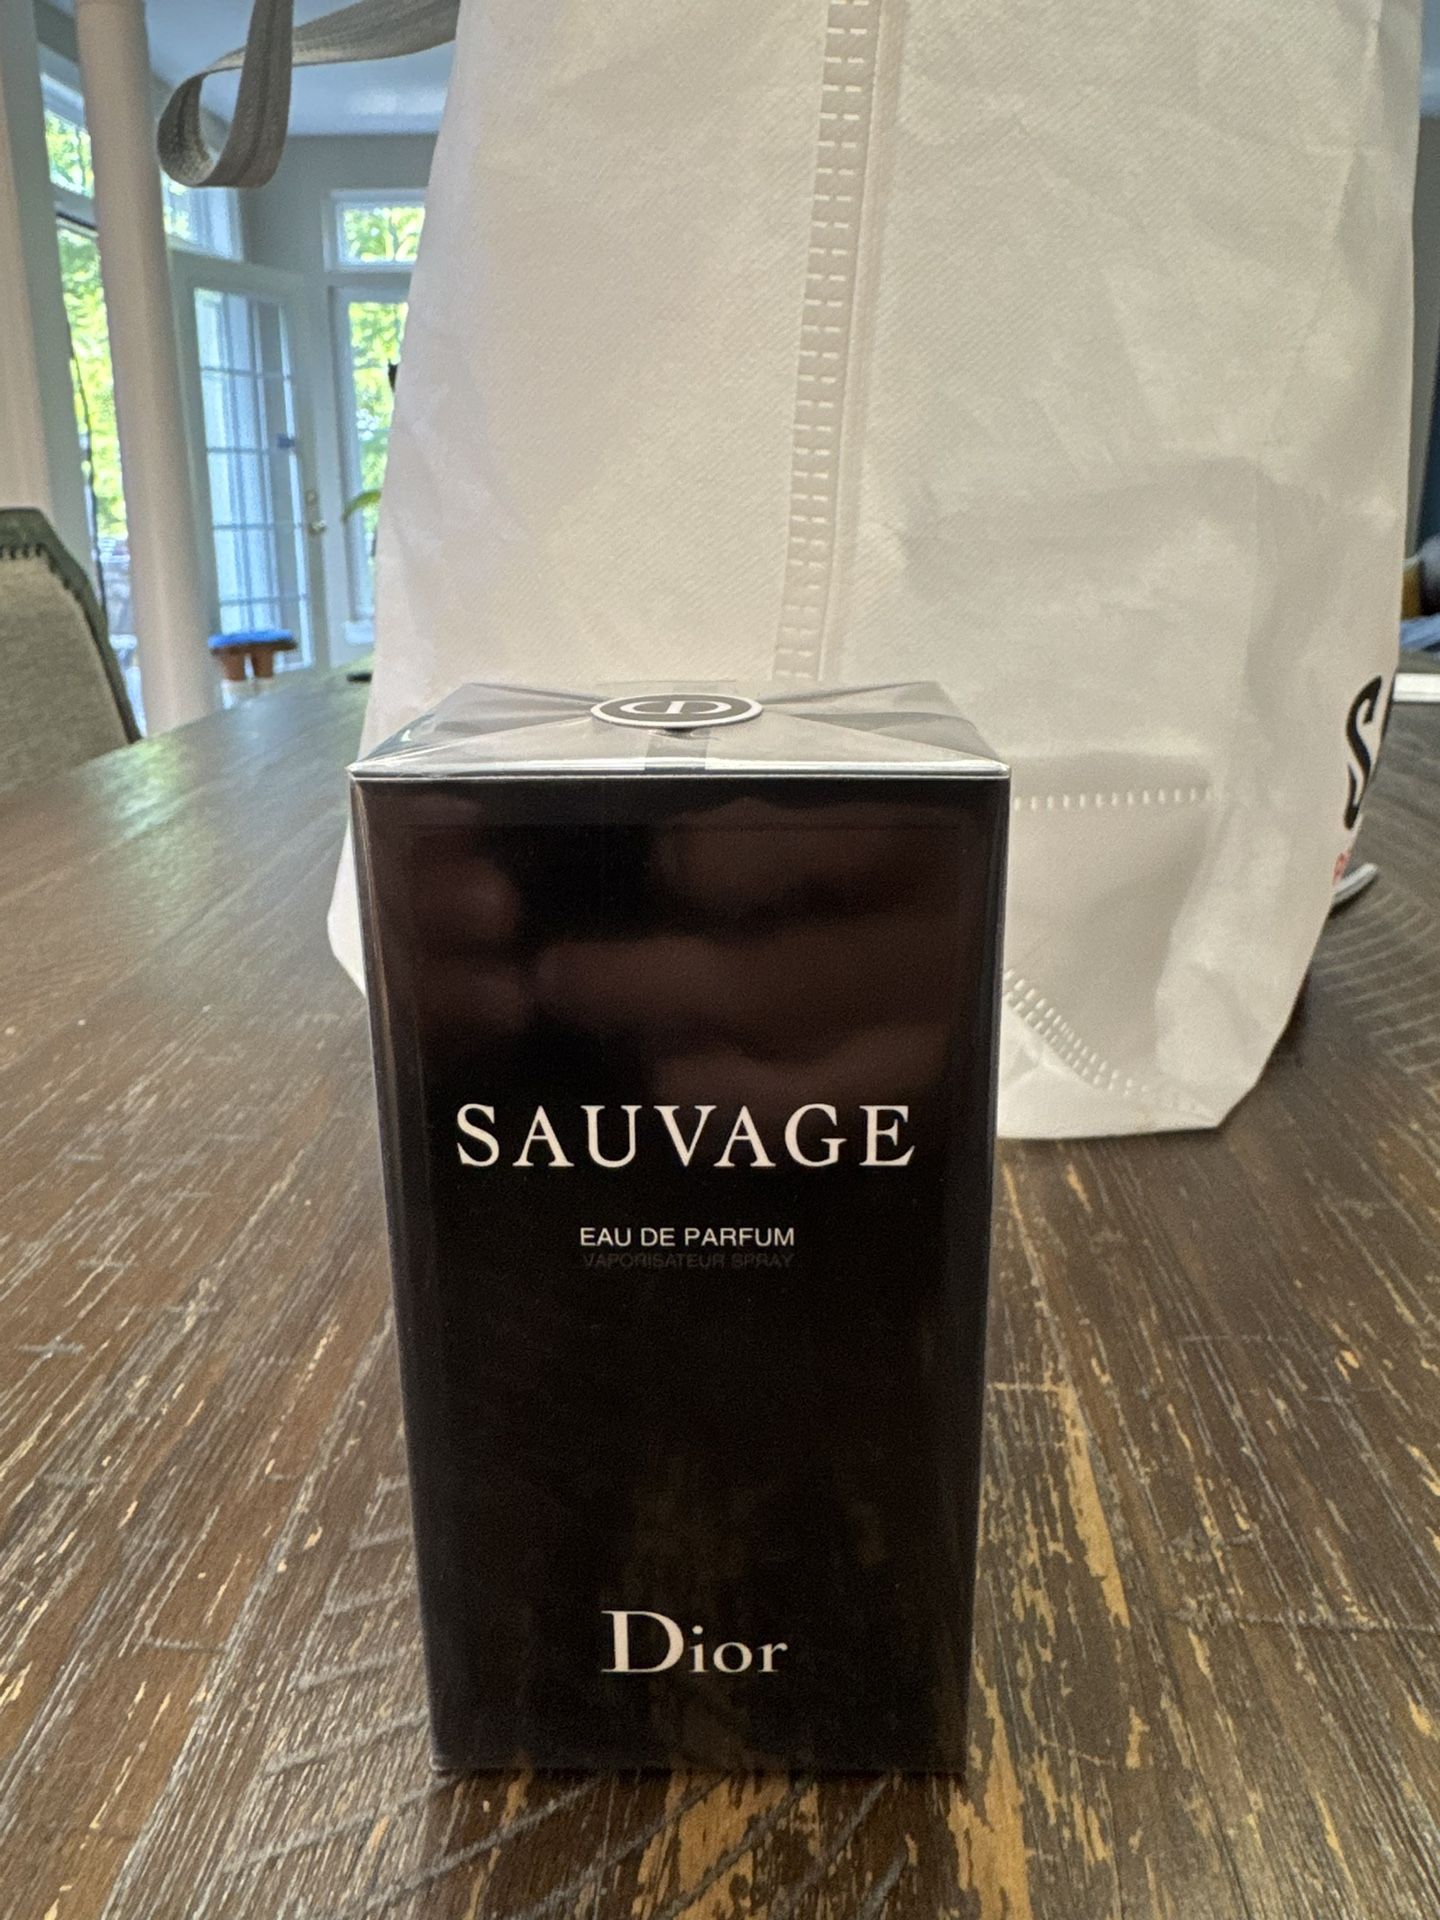 SAUVAGE
EAU DE PARFUM
VAPORISATEUR SPRAY
Dior